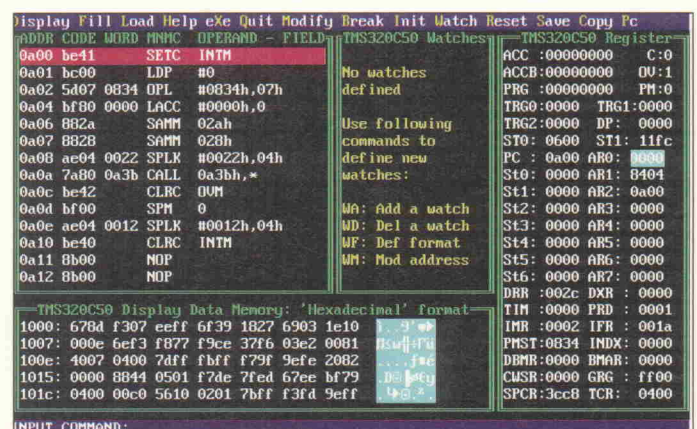 Display Fill Load Help eXe Quit Modify Break Init Watch Reset Save Copy Pc
ADDR CODE WORD MNMC OPERAND - FIELD
0a00 be41 SETC INTM
0a01 bc00 LDP #0
0a02 5d07 0834 OPL #0834h,07h
0a04 bf80 0000 LACC #0000h,0
0a06 882a SAMM 02ah
0a07 8828 SAMM 028h
0a08 ae04 0022 SPLK #0022h,04h
0a0a 7a80 0a3b CALL 0a3bh,*
0a0c be42 CLRC OVM
0a0d bf00 SPM 0
0a0e ae04 0012 SPLK #0012h,04h
0a10 be40 CLRC INTM
0a11 8b00 NOP
0a12 8b00 NOP
TMS320C50 Watches
No watches
defined
Use following
commands to
define new
watches:
WA: Add a watch
WD: Del a watch
WF: Def format
WM: Mod address
TMS320C50 Register
ACC :00000000 C:0
ACCB:00000000 OV:1
PRG :00000000 PM:0
TRG0:0000 TRG1:0000
TRG2:0000 DP: 0000
ST0: 0600 ST1: 11fc
PC : 0a00 AR0: 0000
St0: 0000 AR1: 8404
St1: 0000 AR2: 0a00
St2: 0000 AR3: 0000
St3: 0000 AR4: 0000
St4: 0000 AR5: 0000
St5: 0000 AR6: 0000
St6: 0000 AR7: 0000
DRR :002c DXR : 0000
TIM :0000 PRD : 0001
IMR :0002 IFR : 001a
PMST:0834 INDX: 0000
DBMR:0000 BMAR: 0000
CWSR:0000 GRG : ff00
SPCR:3cc8 TCR: 0400
TMS320C50 Display Data Memory: 'Hexadecimal' format
1000: 678d f307 eeff 6f39 1827 6903 1e10
1007: 000e 6ef3 f877 f9ce 37f6 03e2 0081
100e: 4007 0400 7dff fbff f79f 9efe 2082
1015: 0000 8844 0501 f7de 7fed 67ee bf79
101c: 0400 00c0 5610 0201 7bff f3fd 9eff
INPUT COMMAND: